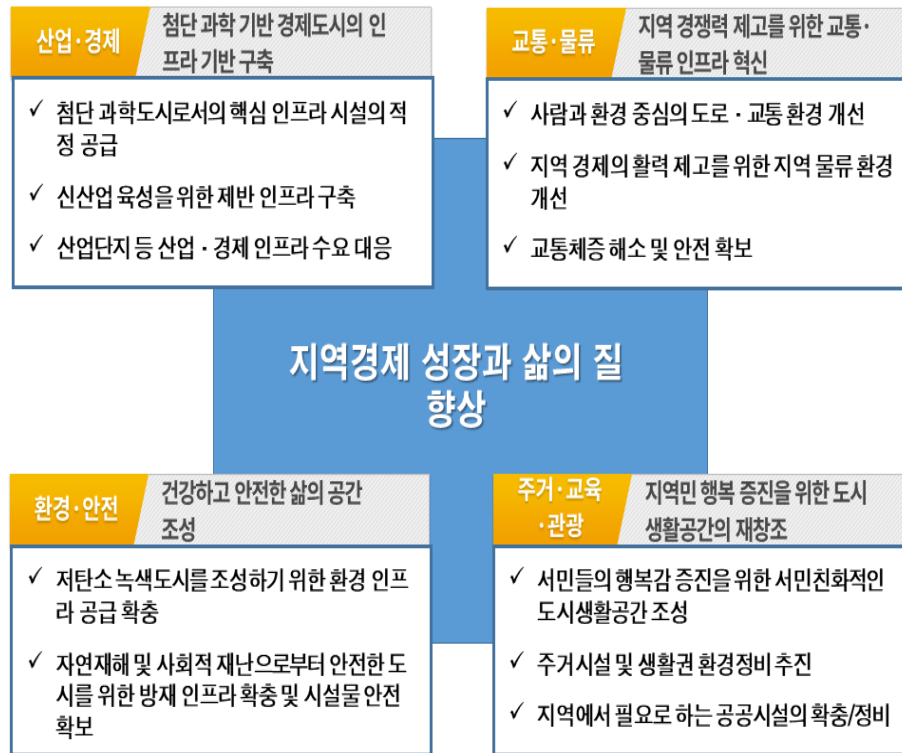 산업·경제
첨단 과학 기반 경제도시의 인
프라 기반 구축
✓ 첨단 과학도시로서의 핵심 인프라 시설의 적
정 공급
✓ 신산업 육성을 위한 제반 인프라 구축
✓ 산업단지 등 산업·경제 인프라 수요 대응
교통·물류
지역 경쟁력 제고를 위한 교통·
물류 인프라 혁신
✓ 사람과 환경 중심의 도로·교통 환경 개선
✓ 지역 경제의 활력 제고를 위한 지역 물류 환경
개선
✓ 교통체증 해소 및 안전 확보
지역경제 성장과 삶의 질
향상
환경·안전
건강하고 안전한 삶의 공간
조성
✓ 저탄소 녹색도시를 조성하기 위한 환경 인프
라 공급 확충
✓ 자연재해 및 사회적 재난으로부터 안전한 도
시를 위한 방재 인프라 확충 및 시설물 안전
확보
주거·교육
·관광
지역민 행복 증진을 위한 도시
생활공간의 재창조
✓ 서민들의 행복감 증진을 위한 서민친화적인
도시생활공간 조성
✓ 주거시설 및 생활권 환경정비 추진
✓ 지역에서 필요로 하는 공공시설의 확충/정비